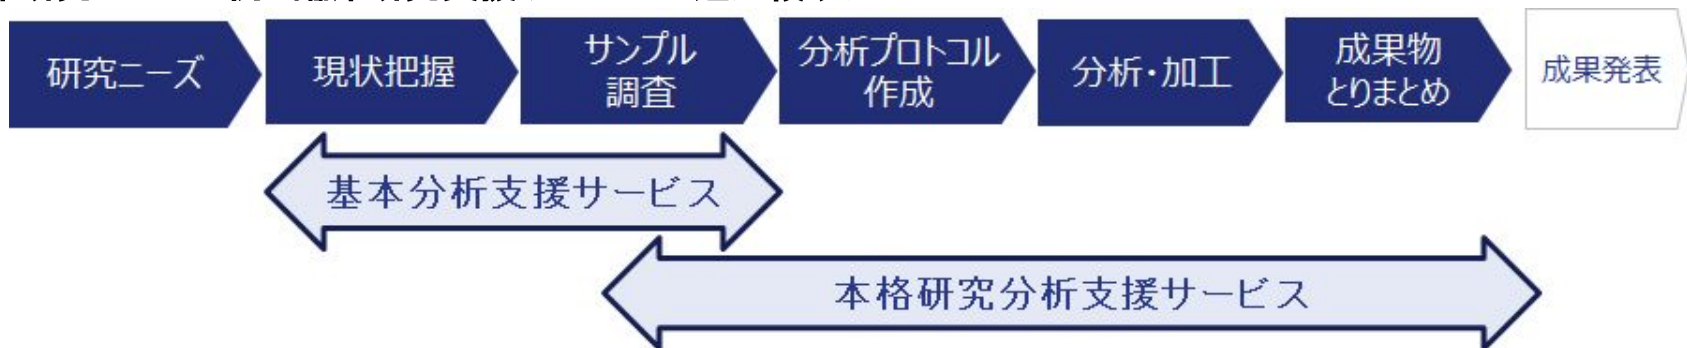 研究ニーズ
現状把握
サンプル
調査
分析プロトコル
作成
分析・加工
成果物
とりまとめ
成果発表
基本分析支援サービス
本格研究分析支援サービス